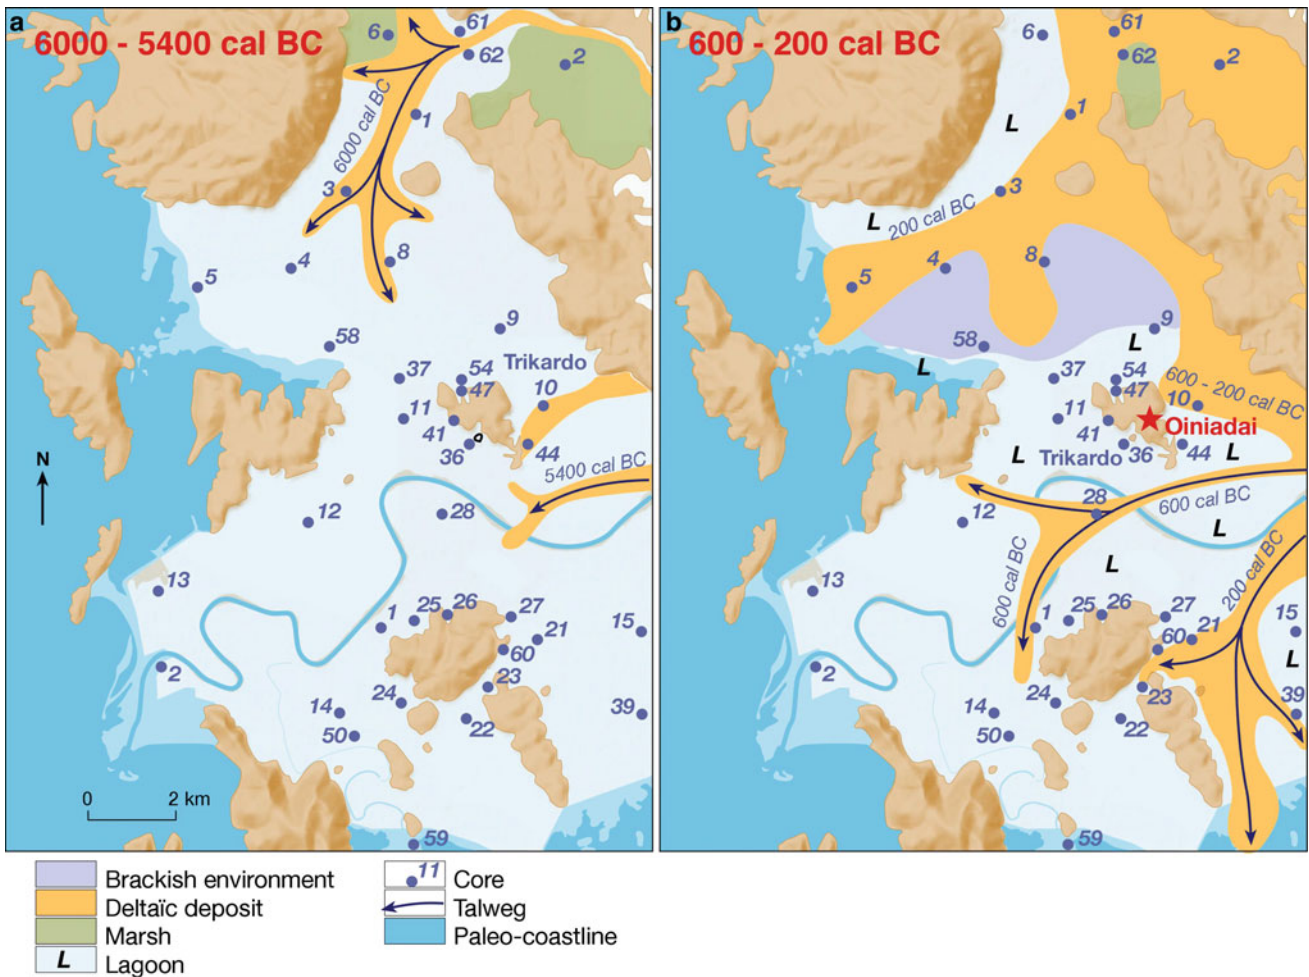 a
6000 - 5400 cal BC
6
61
62
2
1
6000 cal BC
3
8
4
5
9
58
Trikardo
37
54
47
10
11
41
36
44
5400 cal BC
N
12
28
13
25
26
27
1
21
15
60
2
23
24
14
22
39
50
0
2 km
59
b
600 - 200 cal BC
6
61
62
2
1
L
3
L
200 cal BC
8
4
5
9
L
58
L
37
54
47
600 - 200 cal BC
10
11
41
Oiniadai
L
Trikardo
36
44
L
600 cal BC
28
12
L
L
200 cal BC
13
600 cal BC
25
26
27
1
21
15
60
L
2
23
24
14
22
39
50
59
Brackish environment
Deltaïc deposit
Marsh
L Lagoon
11 Core
Talweg
Paleo-coastline